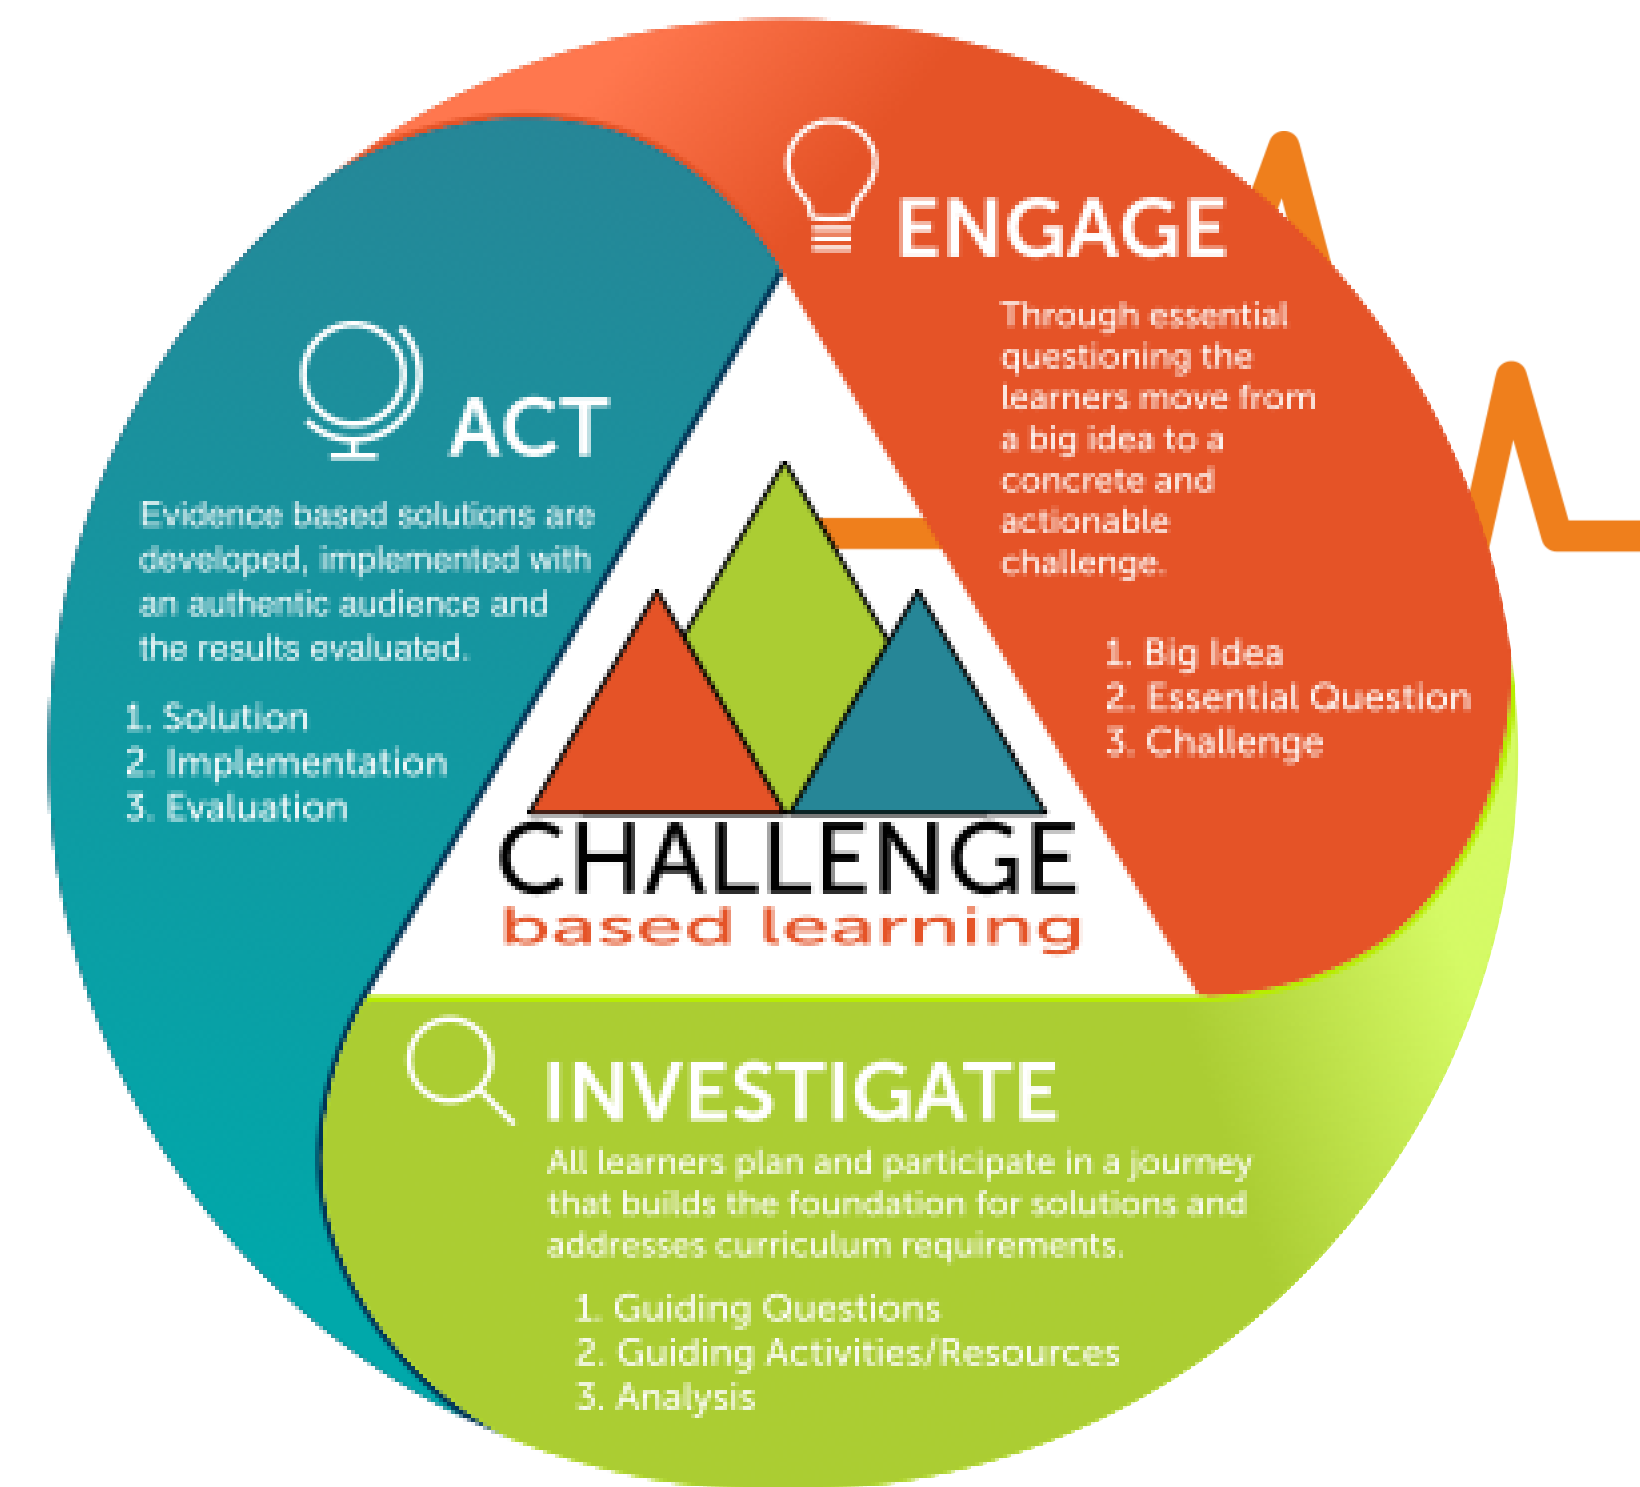 ENGAGE
Through essential
questioning the
learners move from
a big idea to a
concrete and
actionable
challenge.
1. Big Idea
2. Essential Question
3. Challenge
ACT
Evidence based solutions are
developed, implemented with
an authentic audience and
the results evaluated.
1. Solution
2. Implementation
3. Evaluation
CHALLENGE
based learning
INVESTIGATE
All learners plan and participate in a journey
that builds the foundation for solutions and
addresses curriculum requirements.
1. Guiding Questions
2. Guiding Activities/Resources
3. Analysis